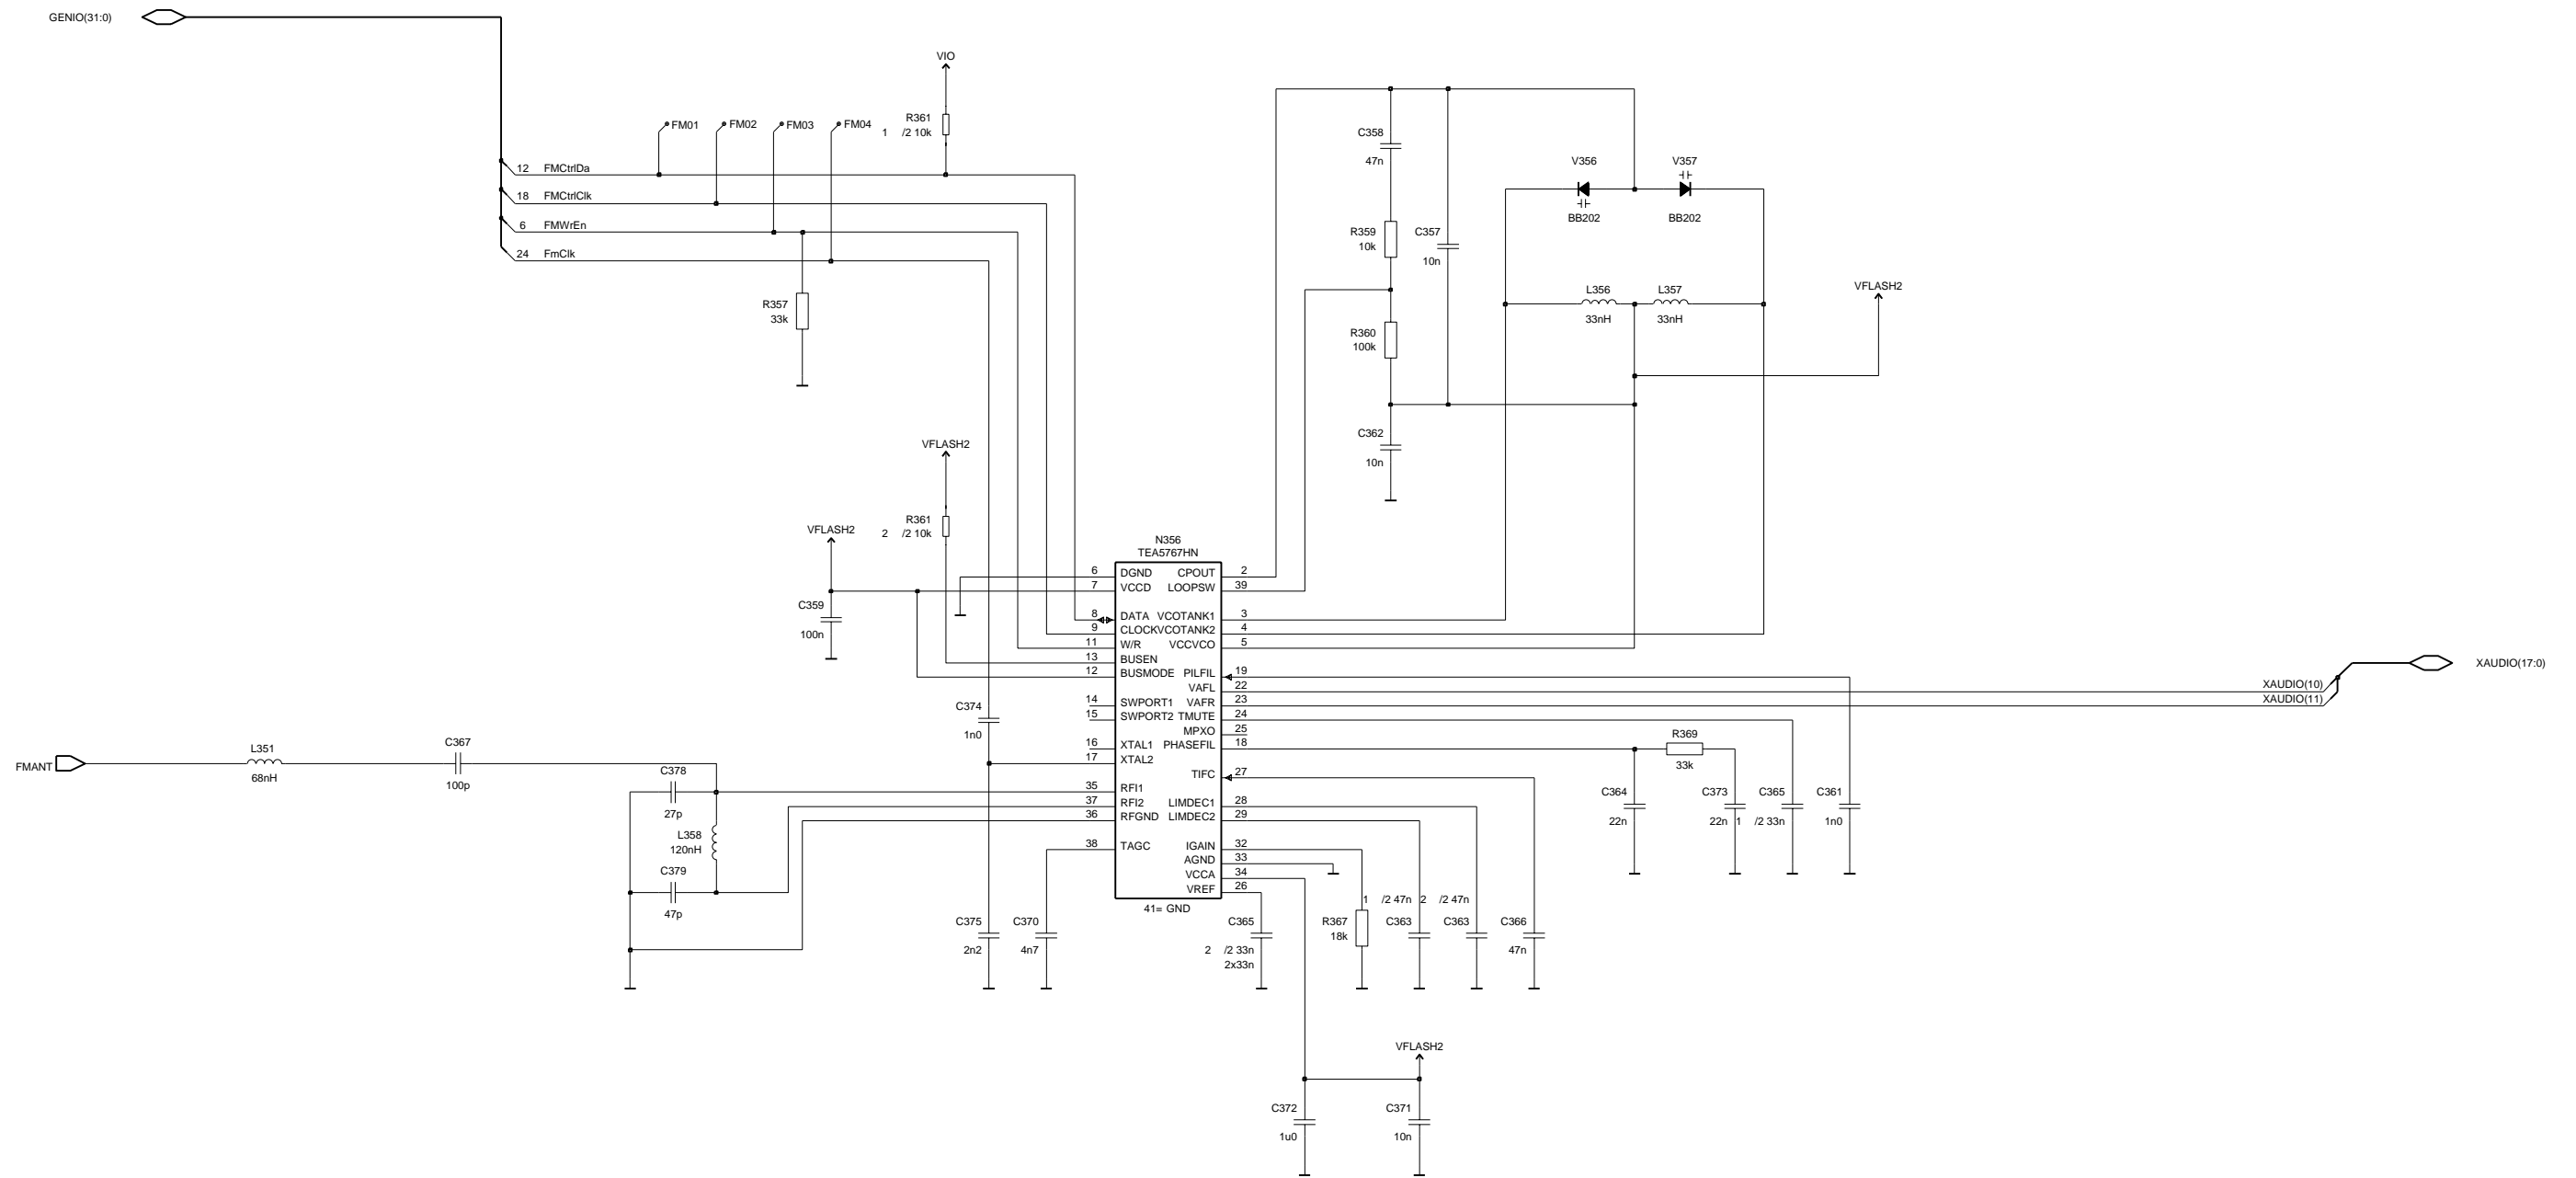 GENIO(31:0)
VIO
FM01
FM02
FM03
FM04
R361
1 /2 10k
12 FMCtrlDa
18 FMCtrlClk
6 FMWrEn
24 FmClk
R357
33k
C358
47n
R359
10k
C357
10n
R360
100k
C362
10n
V356
BB202
V357
BB202
L356
33nH
L357
33nH
VFLASH2
VFLASH2
R361
2 /2 10k
VFLASH2
C359
100n
N356
TEA5767HN
6 DGND CPOUT 2
7 VCCD LOOPSW 39
8 DATA VCOTANK1 3
9 CLOCKVCOTANK2 4
11 W/R VCCVCO 5
13 BUSEN
12 BUSMODE PILFIL 19
VAFL 22
14 SWPORT1 VAFR 23
15 SWPORT2 TMUTE 24
MPXO 25
16 XTAL1 PHASEFIL 18
17 XTAL2
TIFC 27
35 RFI1
37 RFI2 LIMDEC1 28
36 RFGND LIMDEC2 29
38 TAGC IGAIN 32
AGND 33
VCCA 34
VREF 26
41= GND
XAUDIO(17:0)
XAUDIO(10)
XAUDIO(11)
C374
1n0
FMANT
L351
68nH
C367
100p
C378
27p
L358
120nH
C379
47p
C375
2n2
C370
4n7
R369
33k
C364
22n
C373
22n
C365
1 /2 33n
C361
1n0
C365
2 /2 33n
2x33n
R367
18k
1 /2 47n
C363
2 /2 47n
C363
C366
47n
VFLASH2
C372
1u0
C371
10n